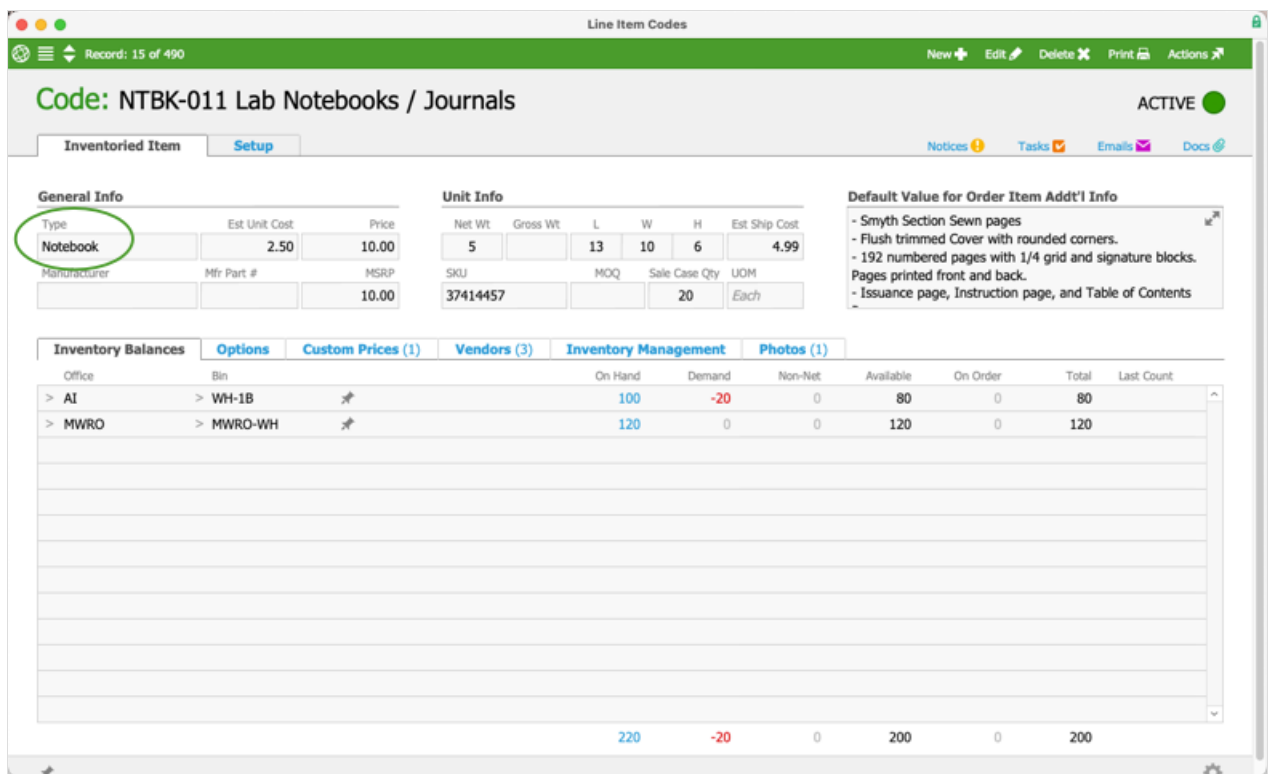 Line Item Codes
Record: 15 of 490 New Edit Delete Print Actions
Code: NTBK-011 Lab Notebooks / Journals ACTIVE
Inventoried Item Setup Notices Tasks Emails Docs
General Info Unit Info Default Value for Order Item Addt'l Info
Type Est Unit Cost Price Net Wt Gross Wt L W H Est Ship Cost
Notebook 2.50 10.00 5 13 10 6 4.99
Manufacturer Mfr Part # MSRP SKU MOQ Sale Case Qty UOM
10.00 37414457 20 Each
- Smyth Section Sewn pages
- Flush trimmed Cover with rounded corners.
- 192 numbered pages with 1/4 grid and signature blocks.
Pages printed front and back.
- Issuance page, Instruction page, and Table of Contents
Inventory Balances Options Custom Prices (1) Vendors (3) Inventory Management Photos (1)
Office Bin On Hand Demand Non-Net Available On Order Total Last Count
> AI > WH-1B 100 -20 0 80 0 80
> MWRO > MWRO-WH 120 0 0 120 0 120
220 -20 0 200 0 200